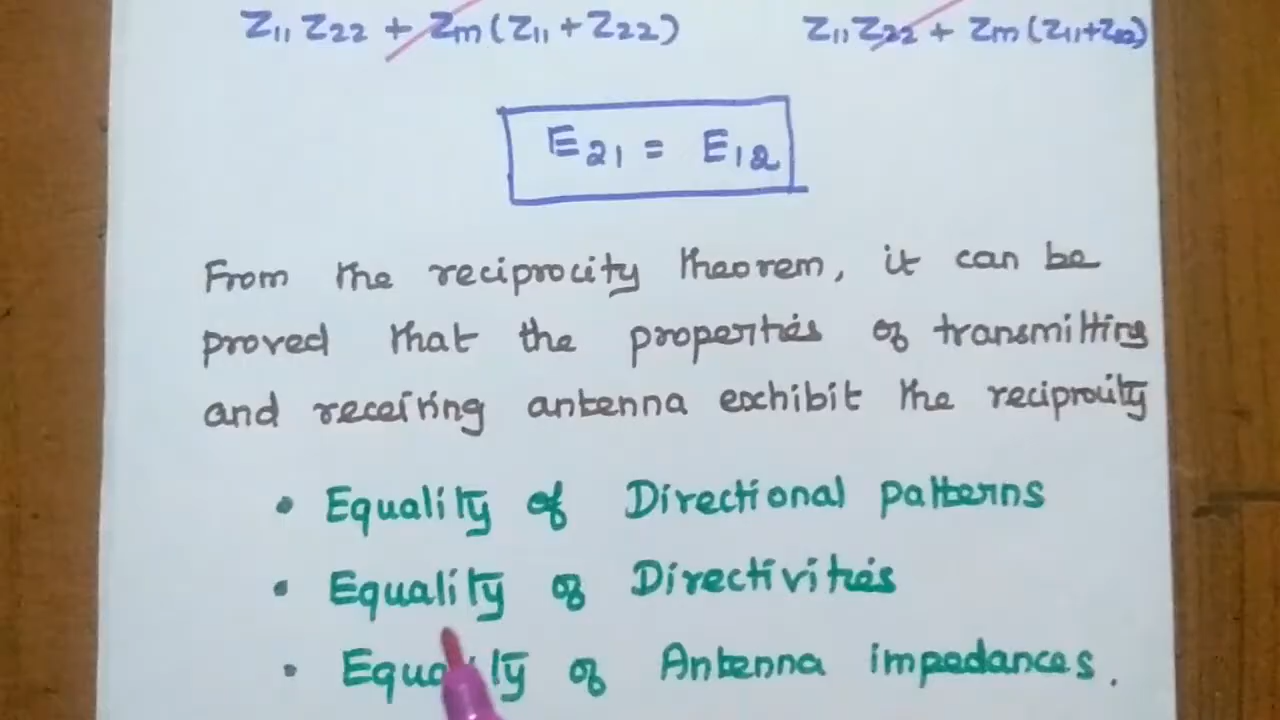 Z11 Z22 + Zm (Z11 + Z22) Z11 Z22 + Zm (Z11+Z22)
E21 = E12
From the reciprocity theorem, it can be
proved that the properties of transmitting
and receiving antenna exhibit the reciprocity
• Equality of Directional patterns
• Equality of Directivities
• Equality of Antenna impedances.